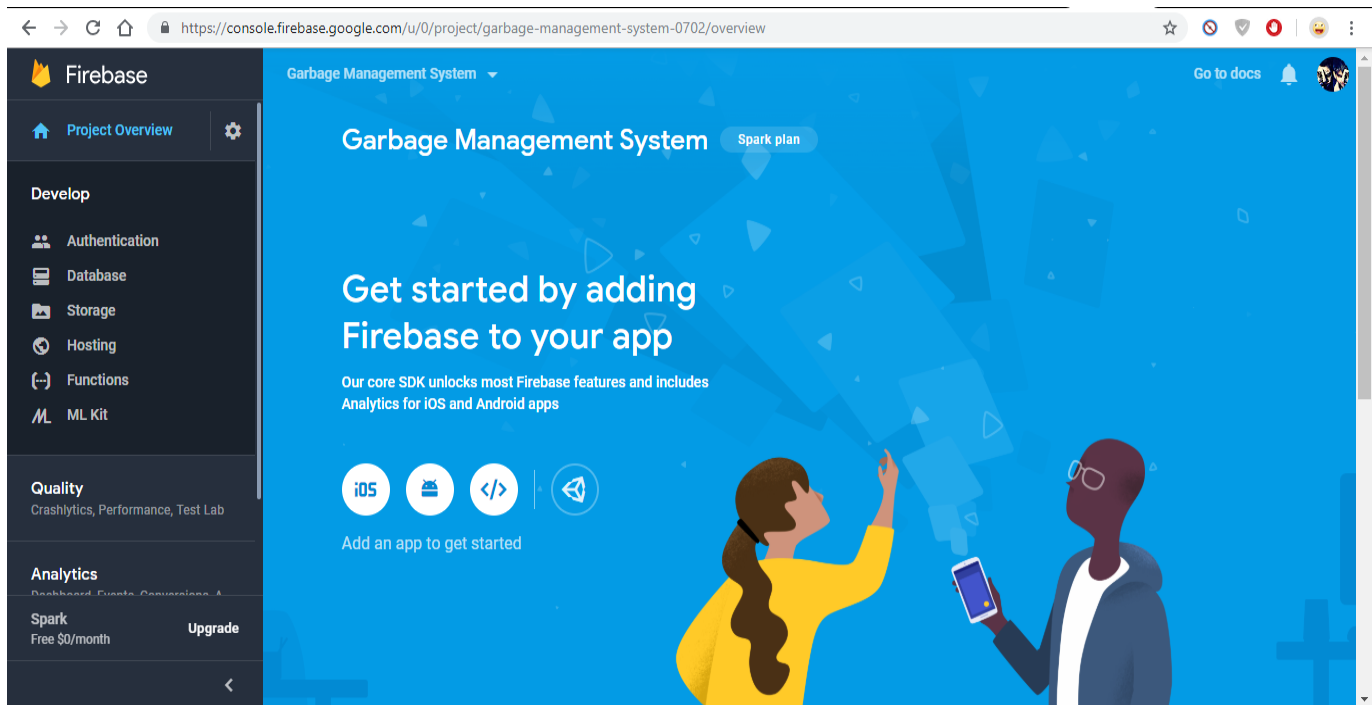 https://console.firebase.google.com/u/0/project/garbage-management-system-0702/overview
Firebase
Garbage Management System
Go to docs
Project Overview
Garbage Management System
Spark plan
Develop
Authentication
Database
Storage
Hosting
Functions
ML Kit
Get started by adding
Firebase to your app
Our core SDK unlocks most Firebase features and includes
Analytics for iOS and Android apps
iOS
Add an app to get started
Quality
Crashlytics, Performance, Test Lab
Analytics
Dashboard, Events, Conversions, A
Spark
Free $0/month
Upgrade